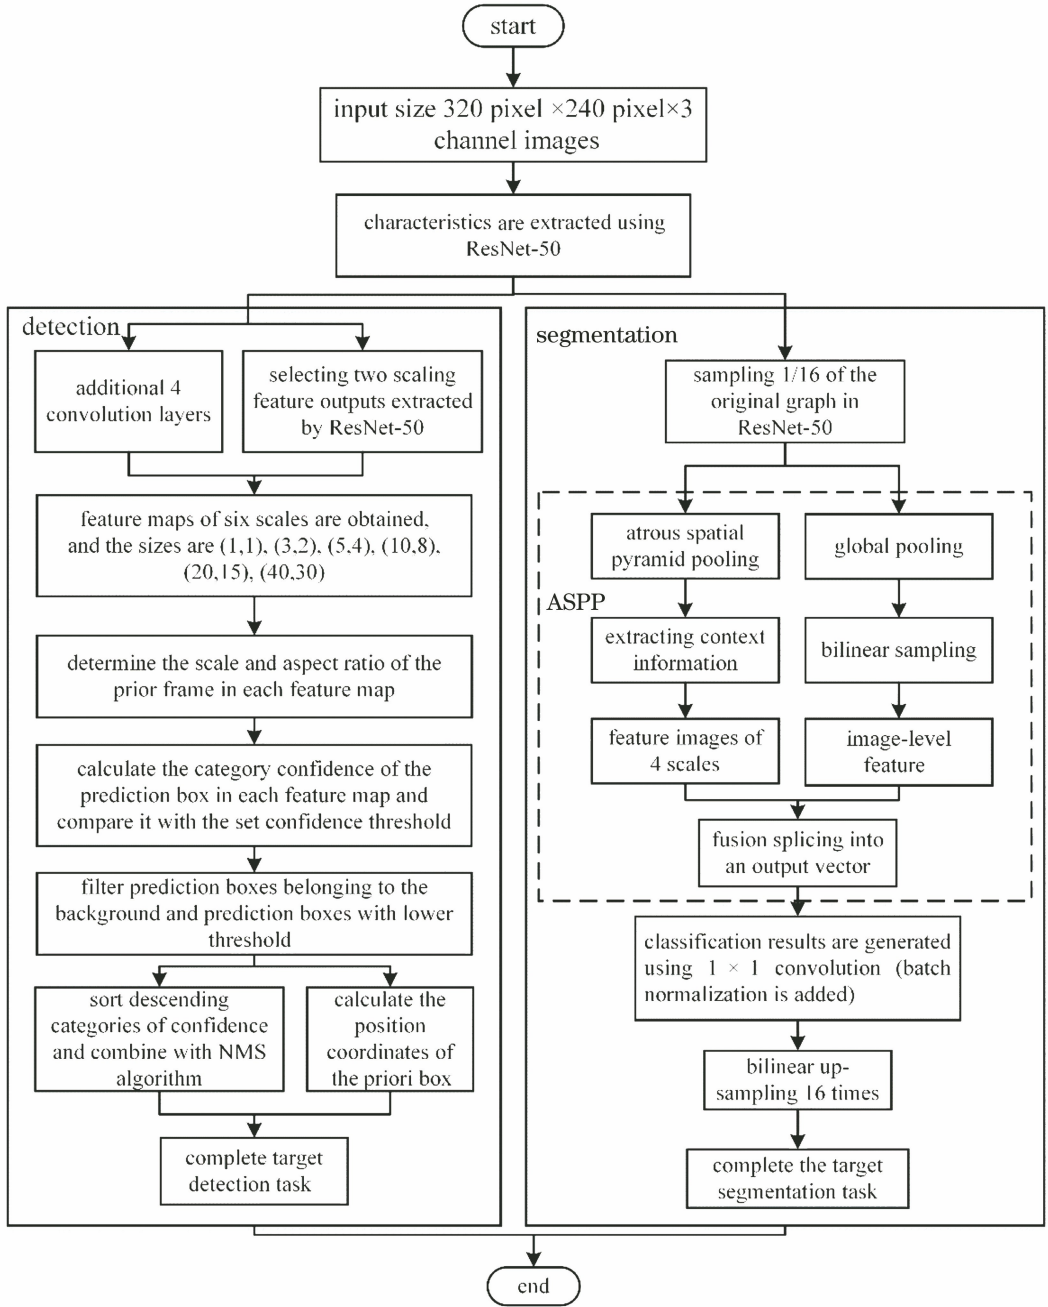 start
input size 320 pixel ×240 pixel×3
channel images
characteristics are extracted using
ResNet-50
detection
additional 4
convolution layers
selecting two scaling
feature outputs extracted
by ResNet-50
feature maps of six scales are obtained,
and the sizes are (1,1), (3,2), (5,4), (10,8),
(20,15), (40,30)
determine the scale and aspect ratio of the
prior frame in each feature map
calculate the category confidence of the
prediction box in each feature map and
compare it with the set confidence threshold
filter prediction boxes belonging to the
background and prediction boxes with lower
threshold
sort descending
categories of confidence
and combine with NMS
algorithm
calculate the
position
coordinates of
the priori box
complete target
detection task
segmentation
sampling 1/16 of the
original graph in
ResNet-50
ASPP
atrous spatial
pyramid pooling
extracting context
information
feature images of
4 scales
global pooling
bilinear sampling
image-level
feature
fusion splicing into
an output vector
classification results are generated
using 1 × 1 convolution (batch
normalization is added)
bilinear up-
sampling 16 times
complete the target
segmentation task
end